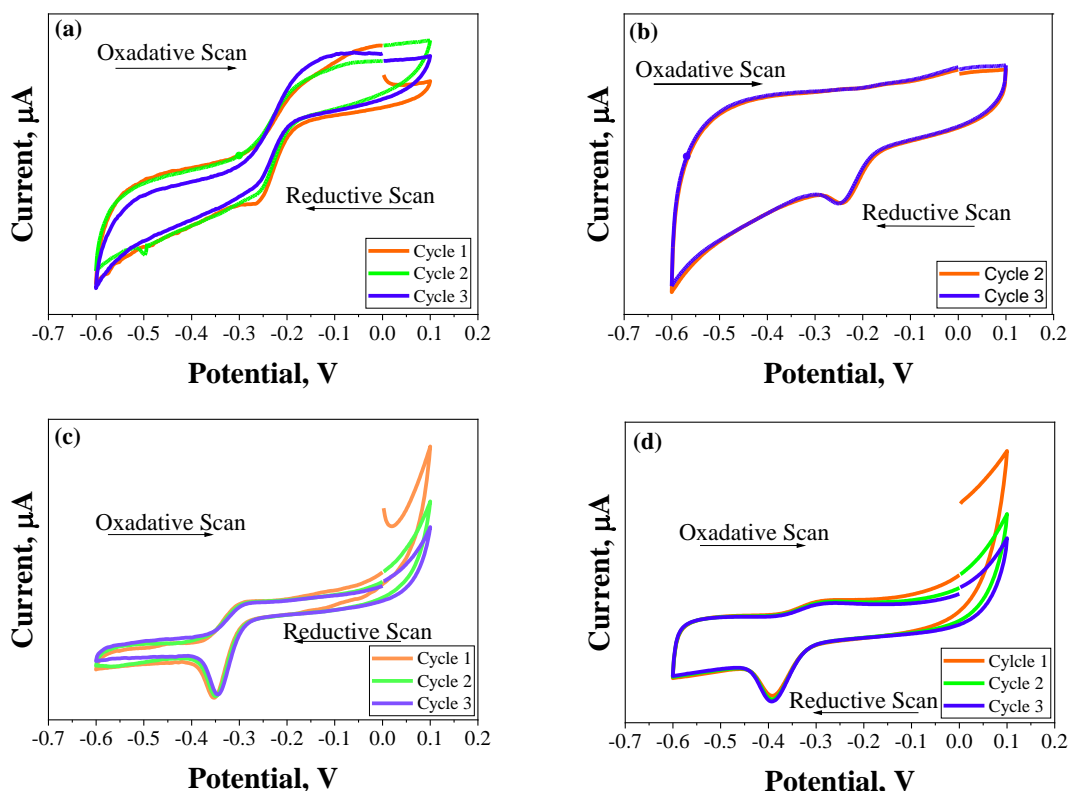 (a)
Oxadative Scan
Reductive Scan
Cycle 1
Cycle 2
Cycle 3
Current, µA
-0.7 -0.6 -0.5 -0.4 -0.3 -0.2 -0.1 0.0 0.1 0.2
Potential, V
(b)
Oxadative Scan
Reductive Scan
Cycle 2
Cycle 3
Current, µA
-0.7 -0.6 -0.5 -0.4 -0.3 -0.2 -0.1 0.0 0.1 0.2
Potential, V
(c)
Oxadative Scan
Reductive Scan
Cycle 1
Cycle 2
Cycle 3
Current, µA
-0.7 -0.6 -0.5 -0.4 -0.3 -0.2 -0.1 0.0 0.1 0.2
Potential, V
(d)
Oxadative Scan
Reductive Scan
Cylcle 1
Cycle 2
Cycle 3
Current, µA
-0.7 -0.6 -0.5 -0.4 -0.3 -0.2 -0.1 0.0 0.1 0.2
Potential, V